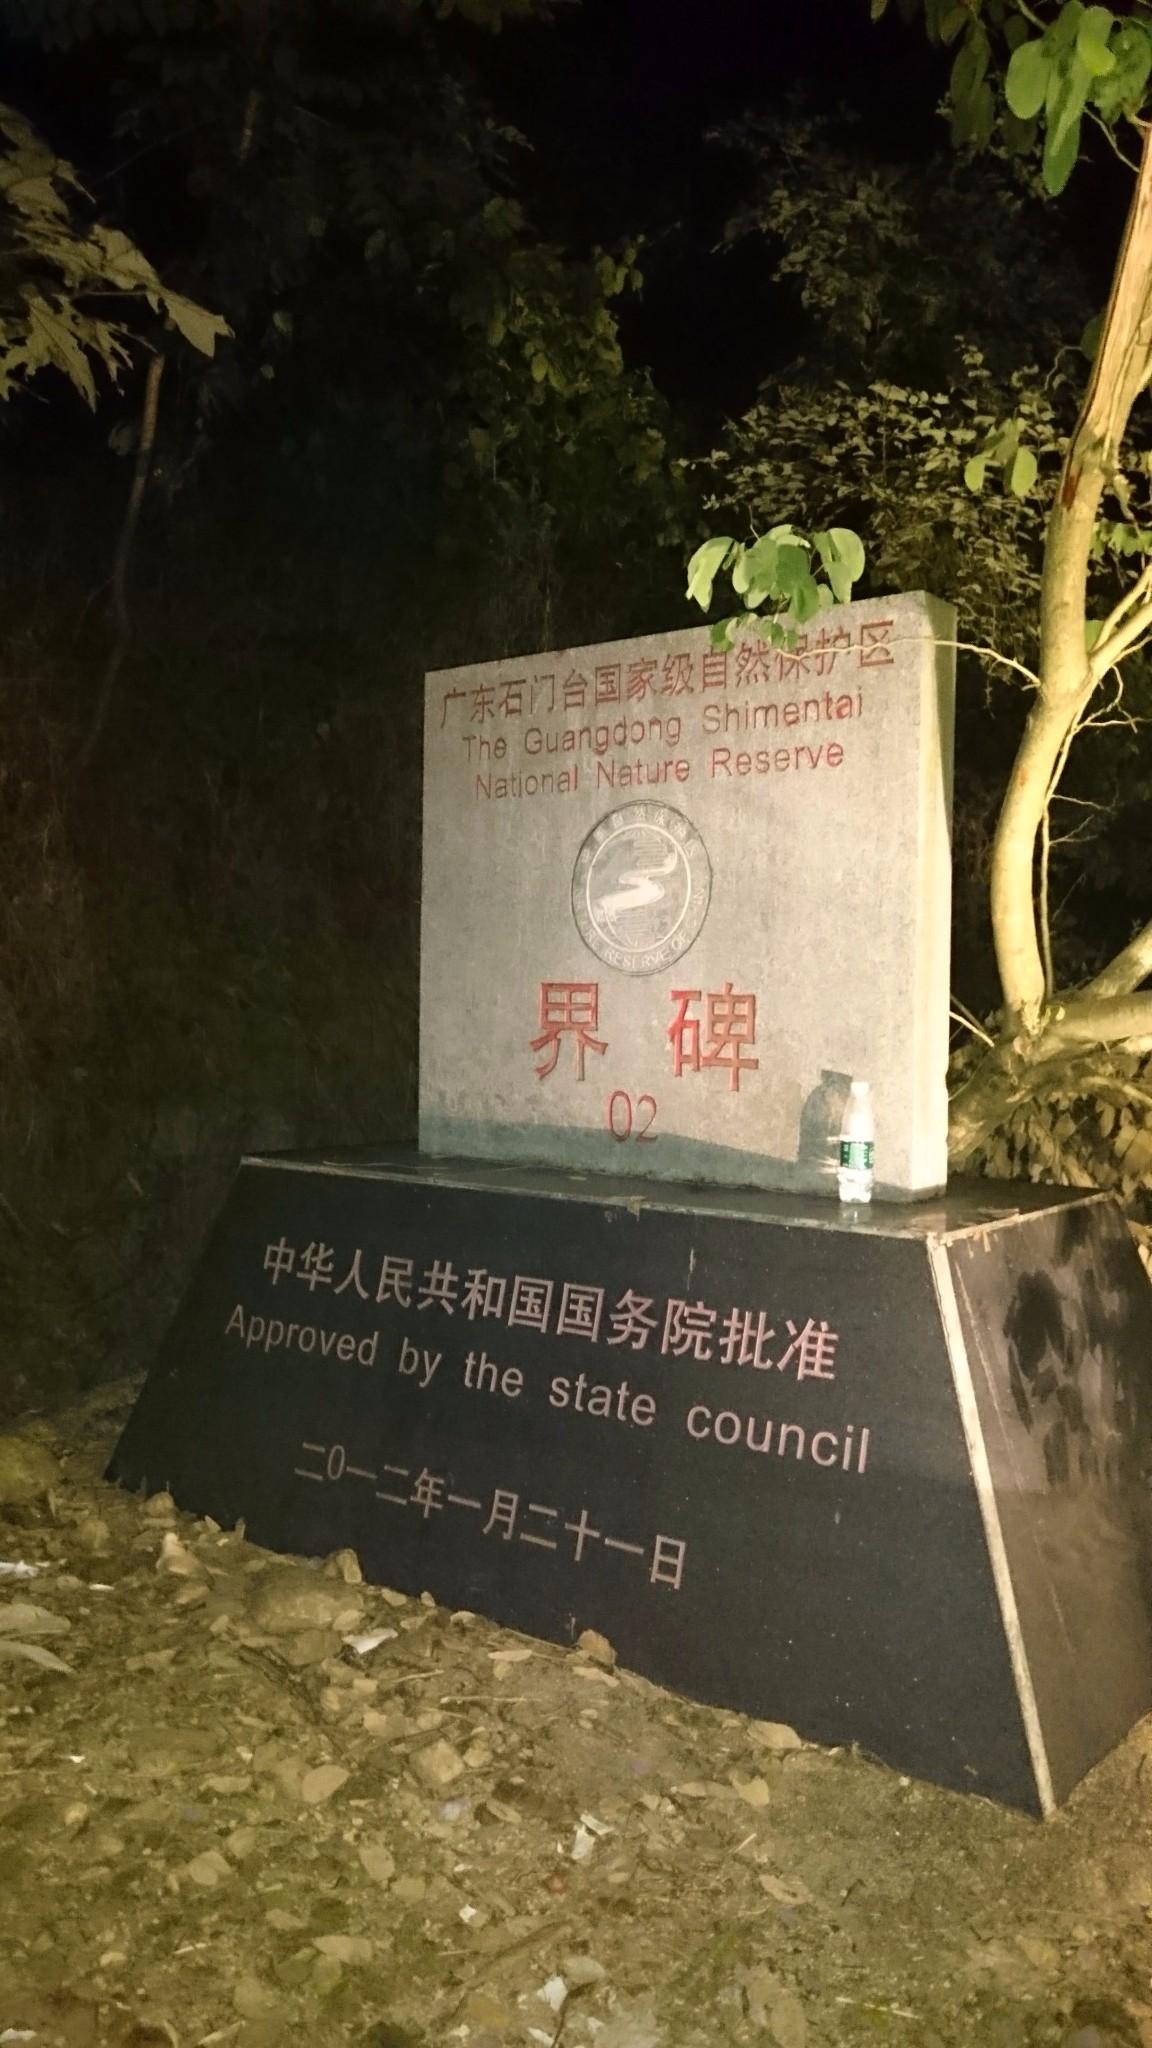 广东石门台国家级自然保护区
The Guangdong Shimentai
National Nature Reserve
界 碑
02
中华人民共和国国务院批准
Approved by the state council
二0一二年一月二十一日